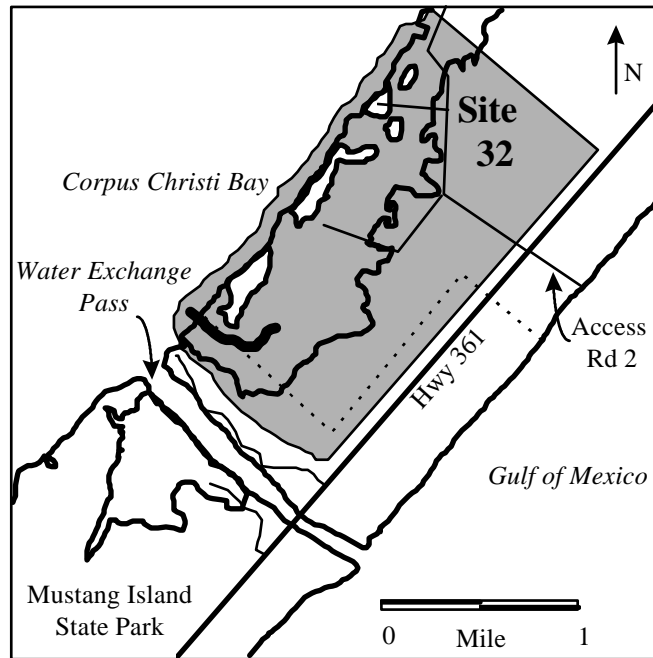 N
Site
32
Corpus Christi Bay
Water Exchange
Pass
Access
Rd 2
Hwy 361
Gulf of Mexico
Mustang Island
State Park
0 Mile 1